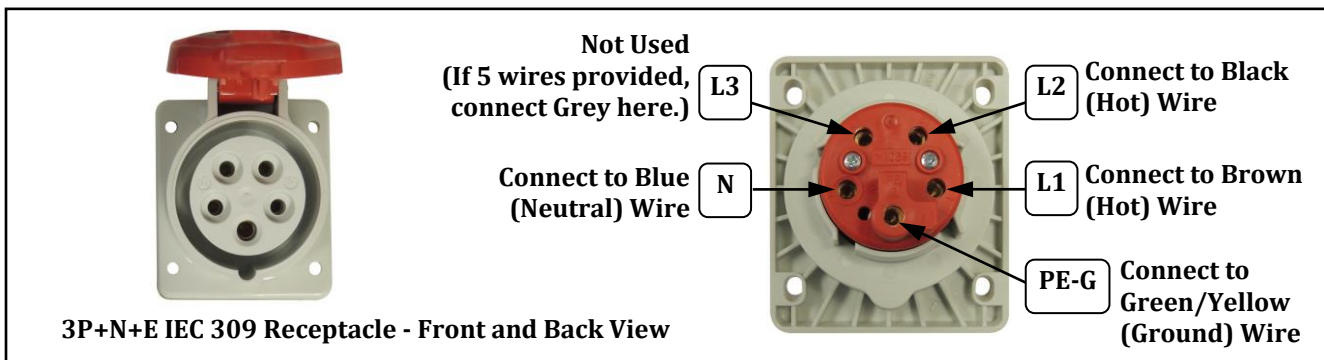 Not Used
(If 5 wires provided,
connect Grey here.)
L3
L2
Connect to Black
(Hot) Wire
Connect to Blue
(Neutral) Wire
N
L1
Connect to Brown
(Hot) Wire
PE-G
Connect to
Green/Yellow
(Ground) Wire
3P+N+E IEC 309 Receptacle - Front and Back View